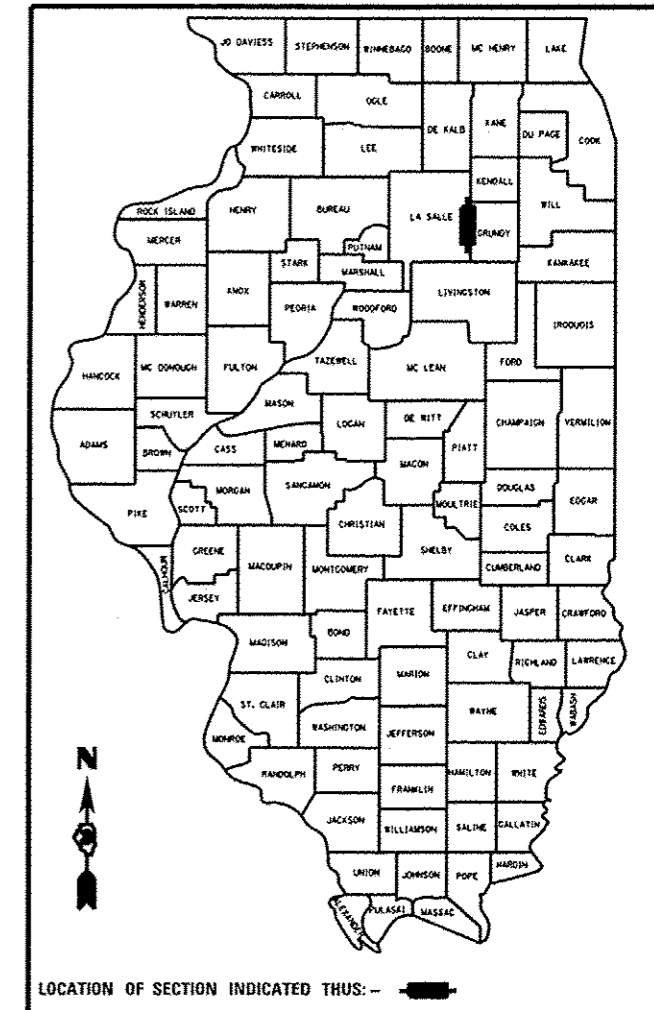 JO DAVIESS STEPHENSON WINNEBAGO BOONE MC HENRY LAKE
CARROLL OGLE DE KALB KANE DU PAGE COOK
WHITESIDE LEE
KENDALL
ROCK ISLAND HENRY BUREAU LA SALLE GRUNDY WILL
MERCER PUTNAM
STARK MARSHALL KANKAKEE
HENDERSON WARREN KNOX PEORIA WOODFORD LIVINGSTON IROQUOIS
HANCOCK MC DONOUGH FULTON TAZEWELL MC LEAN FORD
SCHUYLER MASON LOGAN DE WITT CHAMPAIGN VERMILION
ADAMS BROWN CASS MENARD PIATT
MACON
PIKE SCOTT MORGAN SANGAMON MOULTRIE DOUGLAS EDGAR
CHRISTIAN COLES
CALHOUN GREENE MACOUPIN MONTGOMERY SHELBY CUMBERLAND CLARK
JERSEY
FAYETTE EFFINGHAM JASPER CRAWFORD
MADISON BOND
CLAY RICHLAND LAWRENCE
CLINTON MARION
ST. CLAIR WAYNE EDWARDS WABASH
WASHINGTON JEFFERSON
MONROE
N RANDOLPH PERRY HAMILTON WHITE
FRANKLIN
JACKSON WILLIAMSON SALINE GALLATIN
UNION JOHNSON POPE HARDIN
ALEXANDER PULASKI MASSAC
LOCATION OF SECTION INDICATED THUS: -